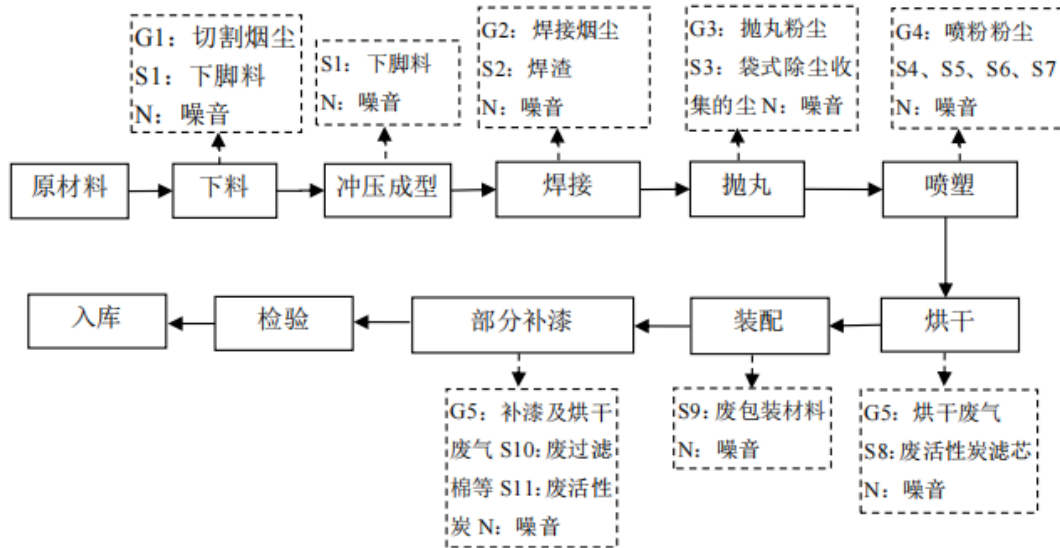 G1：切割烟尘
S1：下脚料
N：噪音
S1：下脚料
N：噪音
G2：焊接烟尘
S2：焊渣
N：噪音
G3：抛丸粉尘
S3：袋式除尘收
集的尘 N：噪音
G4：喷粉粉尘
S4、S5、S6、S7
N：噪音
原材料
下料
冲压成型
焊接
抛丸
喷塑
入库
检验
部分补漆
装配
烘干
G5：补漆及烘干
废气 S10：废过滤
棉等 S11：废活性
炭 N：噪音
S9：废包装材料
N：噪音
G5：烘干废气
S8：废活性炭滤芯
N：噪音